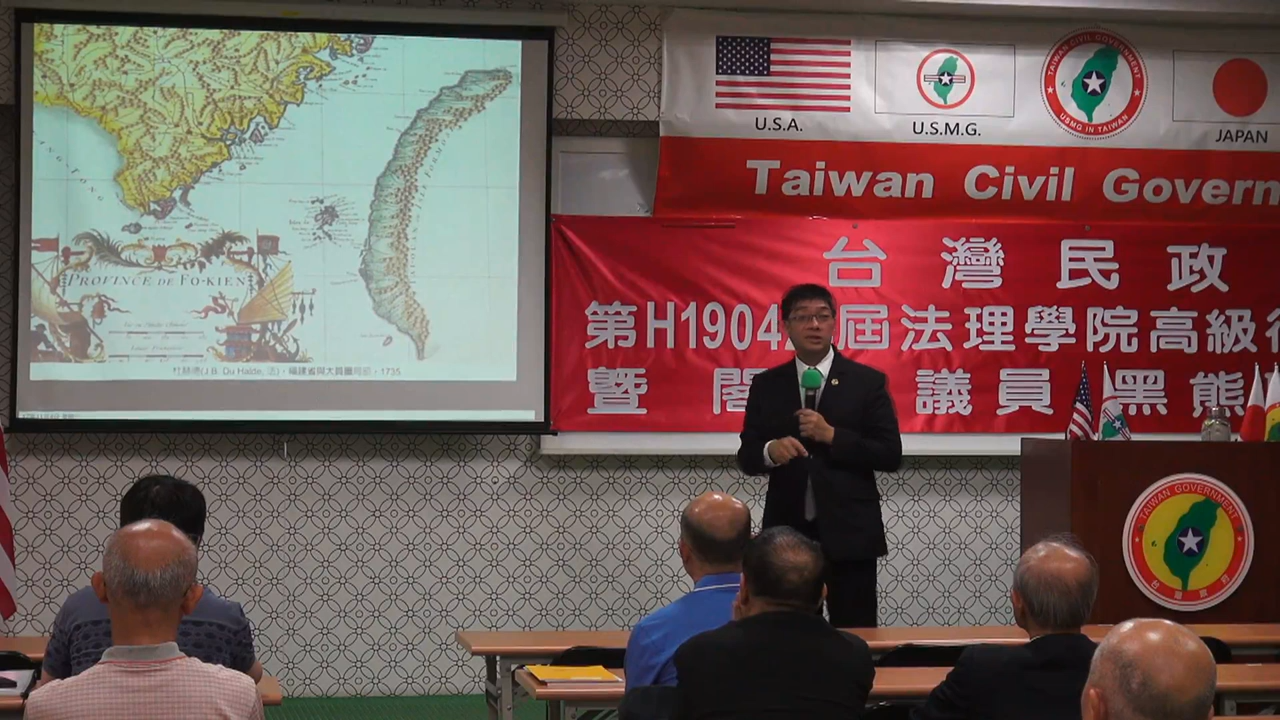 PROVINCE DE FO-KIEN
杜赫德(J.B. Du Halde, 法)，福建省與大員圖局部，1735
U.S.A.
U.S.M.G.
TAIWAN CIVIL GOVERNMENT
USMG IN TAIWAN
JAPAN
Taiwan Civil Governm
台灣民政
第H1904 屆法理學院高級
暨 閣 議員 黑熊
TAIWAN GOVERNMENT
台灣政府